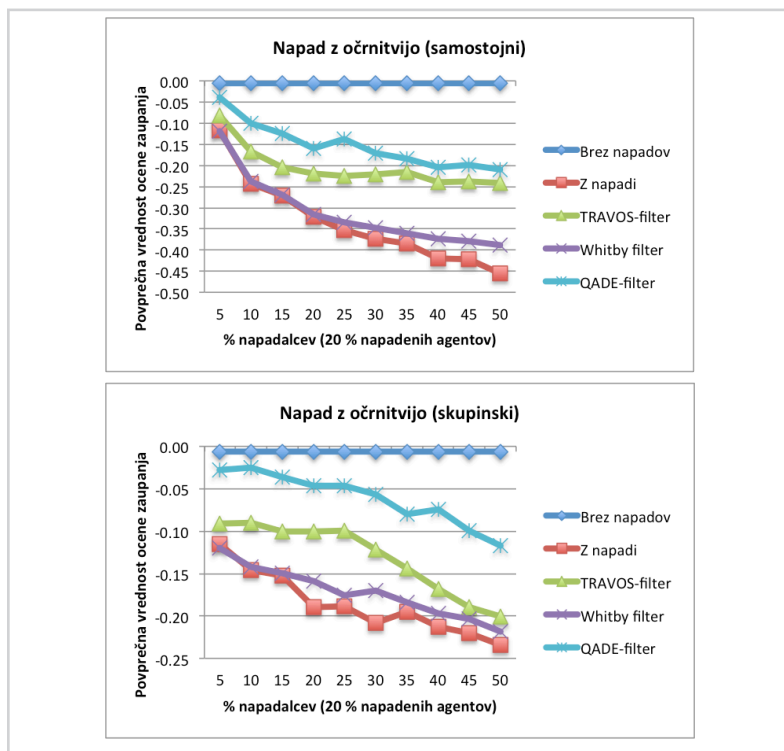 Napad z očrnitvijo (samostojni)
Povprečna vrednost ocene zaupanja
0.00
-0.05
-0.10
-0.15
-0.20
-0.25
-0.30
-0.35
-0.40
-0.45
-0.50
5 10 15 20 25 30 35 40 45 50
% napadalcev (20 % napadenih agentov)
Brez napadov
Z napadi
TRAVOS-filter
Whitby filter
QADE-filter
Napad z očrnitvijo (skupinski)
Povprečna vrednost ocene zaupanja
0.00
-0.05
-0.10
-0.15
-0.20
-0.25
5 10 15 20 25 30 35 40 45 50
% napadalcev (20 % napadenih agentov)
Brez napadov
Z napadi
TRAVOS-filter
Whitby filter
QADE-filter